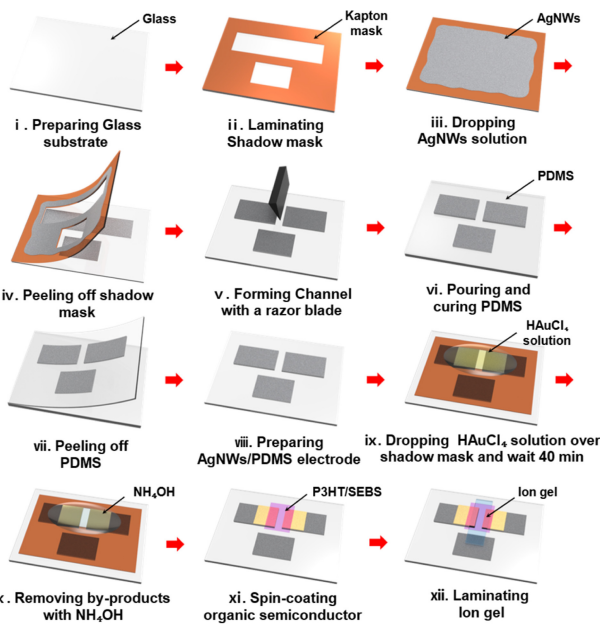 Glass
Kapton
mask
AgNWs
i . Preparing Glass
substrate
ii. Laminating
Shadow mask
iii. Dropping
AgNWs solution
PDMS
iv. Peeling off shadow
mask
v . Forming Channel
with a razor blade
vi. Pouring and
curing PDMS
HAuCl₄
solution
vii. Peeling off
PDMS
viii. Preparing
AgNWs/PDMS electrode
ix. Dropping HAuCl₄ solution over
shadow mask and wait 40 min
NH₄OH
P3HT/SEBS
Ion gel
x . Removing by-products
with NH₄OH
xi. Spin-coating
organic semiconductor
xii. Laminating
Ion gel